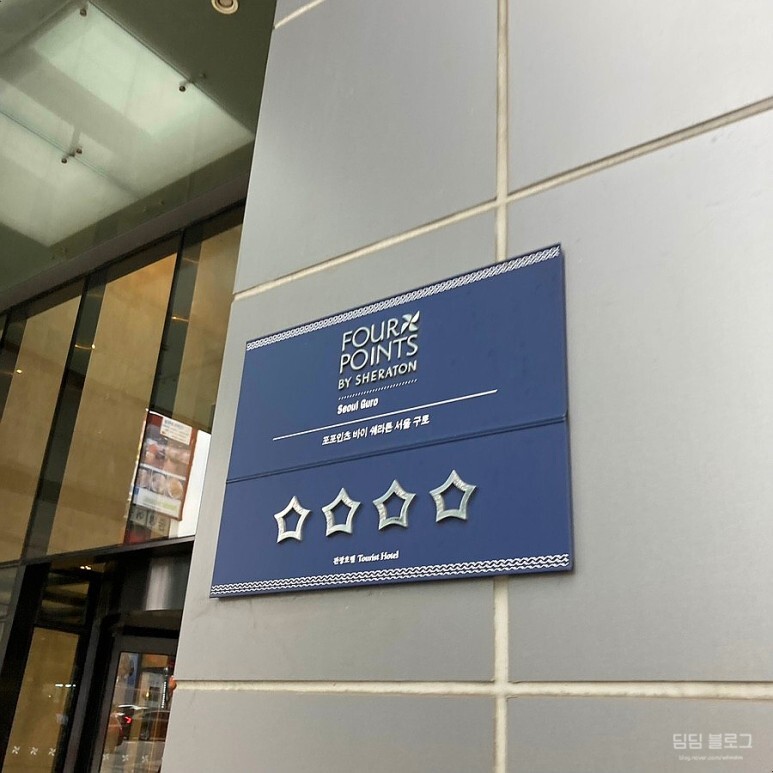 FOUR
POINTS
BY SHERATON
Seoul Guro
포포인츠 바이 쉐라톤 서울 구로
관광호텔 Tourist Hotel
딤딤 블로그